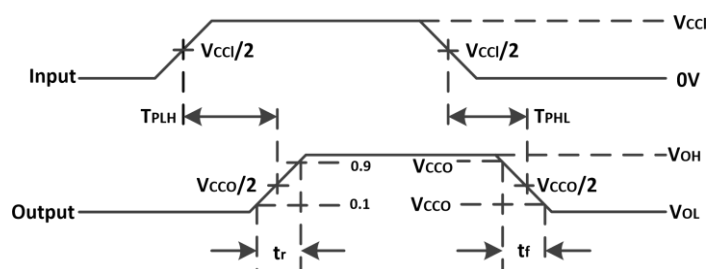 VCCI
VCCI/2
VCCI/2
Input
0V
TPLH
TPHL
0.9
VCCO
VOH
VCCO/2
VCCO/2
Output
0.1
VCCO
VOL
tr
tf